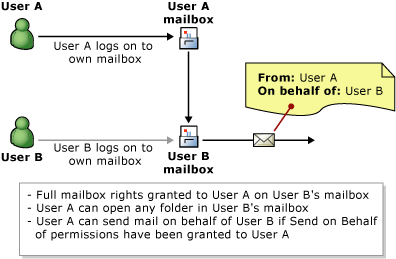 User A
User A
mailbox
User A logs on to
own mailbox
From: User A
On behalf of: User B
User B logs on to
own mailbox
User B
User B
mailbox
- Full mailbox rights granted to User A on User B's mailbox
- User A can open any folder in User B's mailbox
- User A can send mail on behalf of User B if Send on Behalf
of permissions have been granted to User A